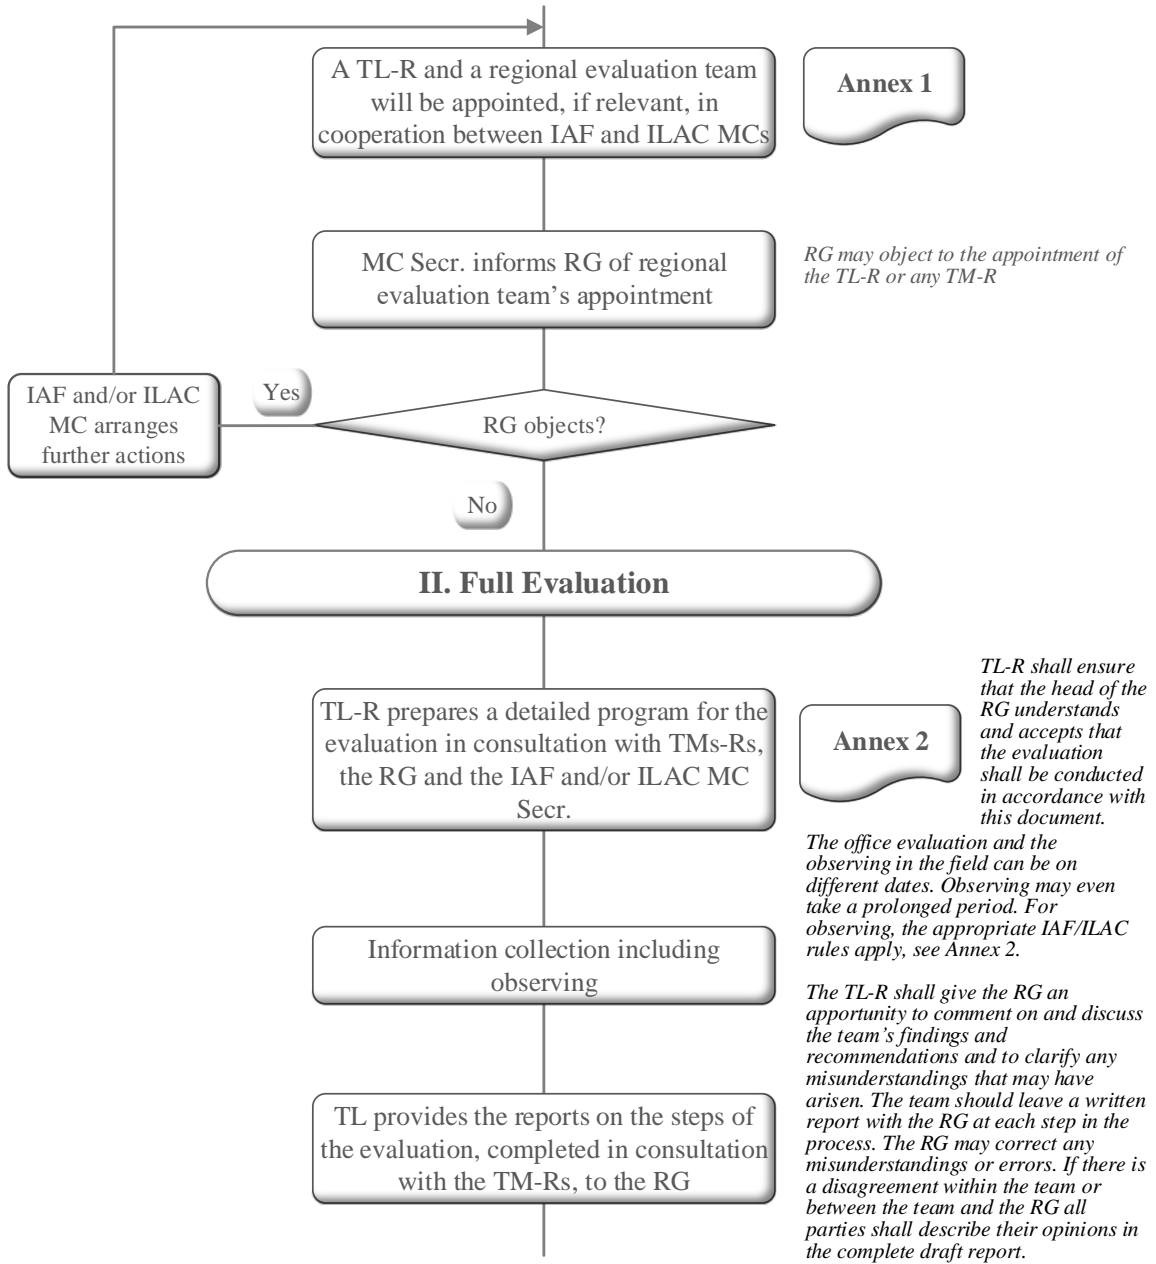 A TL-R and a regional evaluation team
will be appointed, if relevant, in
cooperation between IAF and ILAC MCs
Annex 1
MC Secr. informs RG of regional
evaluation team’s appointment
RG may object to the appointment of
the TL-R or any TM-R
IAF and/or ILAC
MC arranges
further actions
Yes
RG objects?
No
II. Full Evaluation
TL-R prepares a detailed program for the
evaluation in consultation with TMs-Rs,
the RG and the IAF and/or ILAC MC
Secr.
Annex 2
TL-R shall ensure
that the head of the
RG understands
and accepts that
the evaluation
shall be conducted
in accordance with
this document.
The office evaluation and the
observing in the field can be on
different dates. Observing may even
take a prolonged period. For
observing, the appropriate IAF/ILAC
rules apply, see Annex 2.
Information collection including
observing
The TL-R shall give the RG an
apportunity to comment on and discuss
the team’s findings and
recommendations and to clarify any
misunderstandings that may have
arisen. The team should leave a written
report with the RG at each step in the
process. The RG may correct any
misunderstandings or errors. If there is
a disagreement within the team or
between the team and the RG all
parties shall describe their opinions in
the complete draft report.
TL provides the reports on the steps of
the evaluation, completed in consultation
with the TM-Rs, to the RG